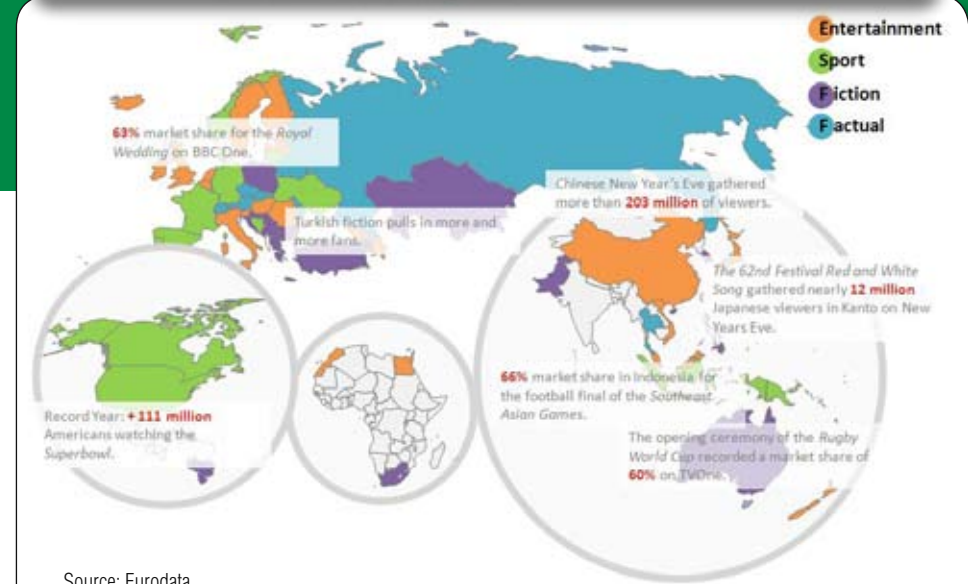 Entertainment
Sport
Fiction
Factual
63% market share for the Royal
Wedding on BBC One.
Turkish fiction pulls in more and
more fans.
Chinese New Year's Eve gathered
more than 203 million of viewers.
The 62nd Festival Red and White
Song gathered nearly 12 million
Japanese viewers in Kanto on New
Years Eve.
66% market share in Indonesia for
the football final of the Southeast
Asian Games.
Record Year: + 111 million
Americans watching the
Superbowl.
The opening ceremony of the Rugby
World Cup recorded a market share of
60% on TVOne.
Source: Eurodata